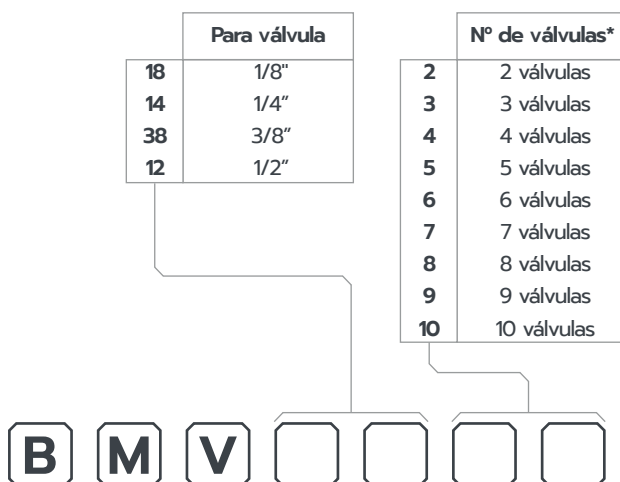 Para válvula
18 1/8"
14 1/4″
38 3/8″
12 1/2″
Nº de válvulas*
2 2 válvulas
3 3 válvulas
4 4 válvulas
5 5 válvulas
6 6 válvulas
7 7 válvulas
8 8 válvulas
9 9 válvulas
10 10 válvulas
B M V